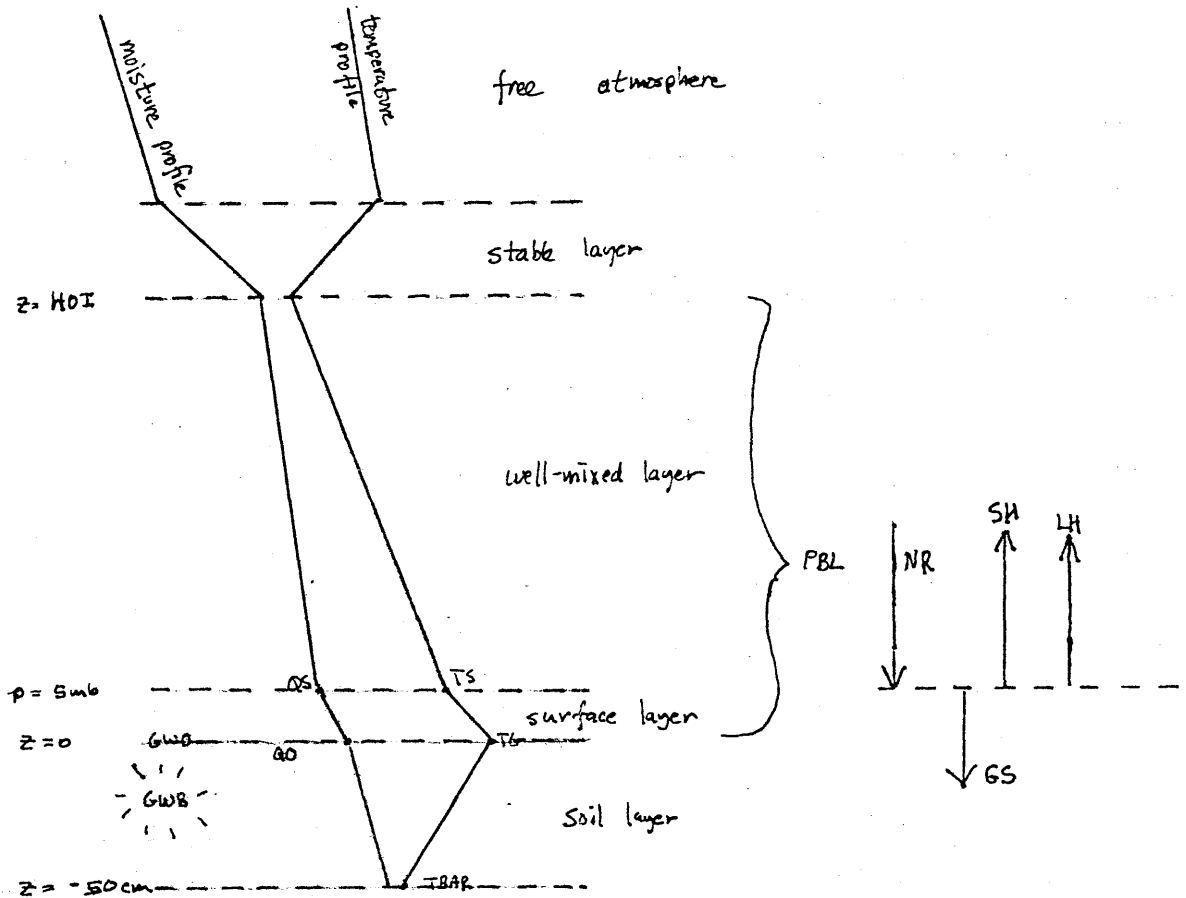 moisture profile
temperature
profile
free atmosphere
stable layer
z= HOI
well-mixed layer
PBL
NR
SH
LH
p = 5mb
QS
TS
surface layer
z=0
GWO
QO
TG
GWB
GS
soil layer
z = -50cm
TBAR